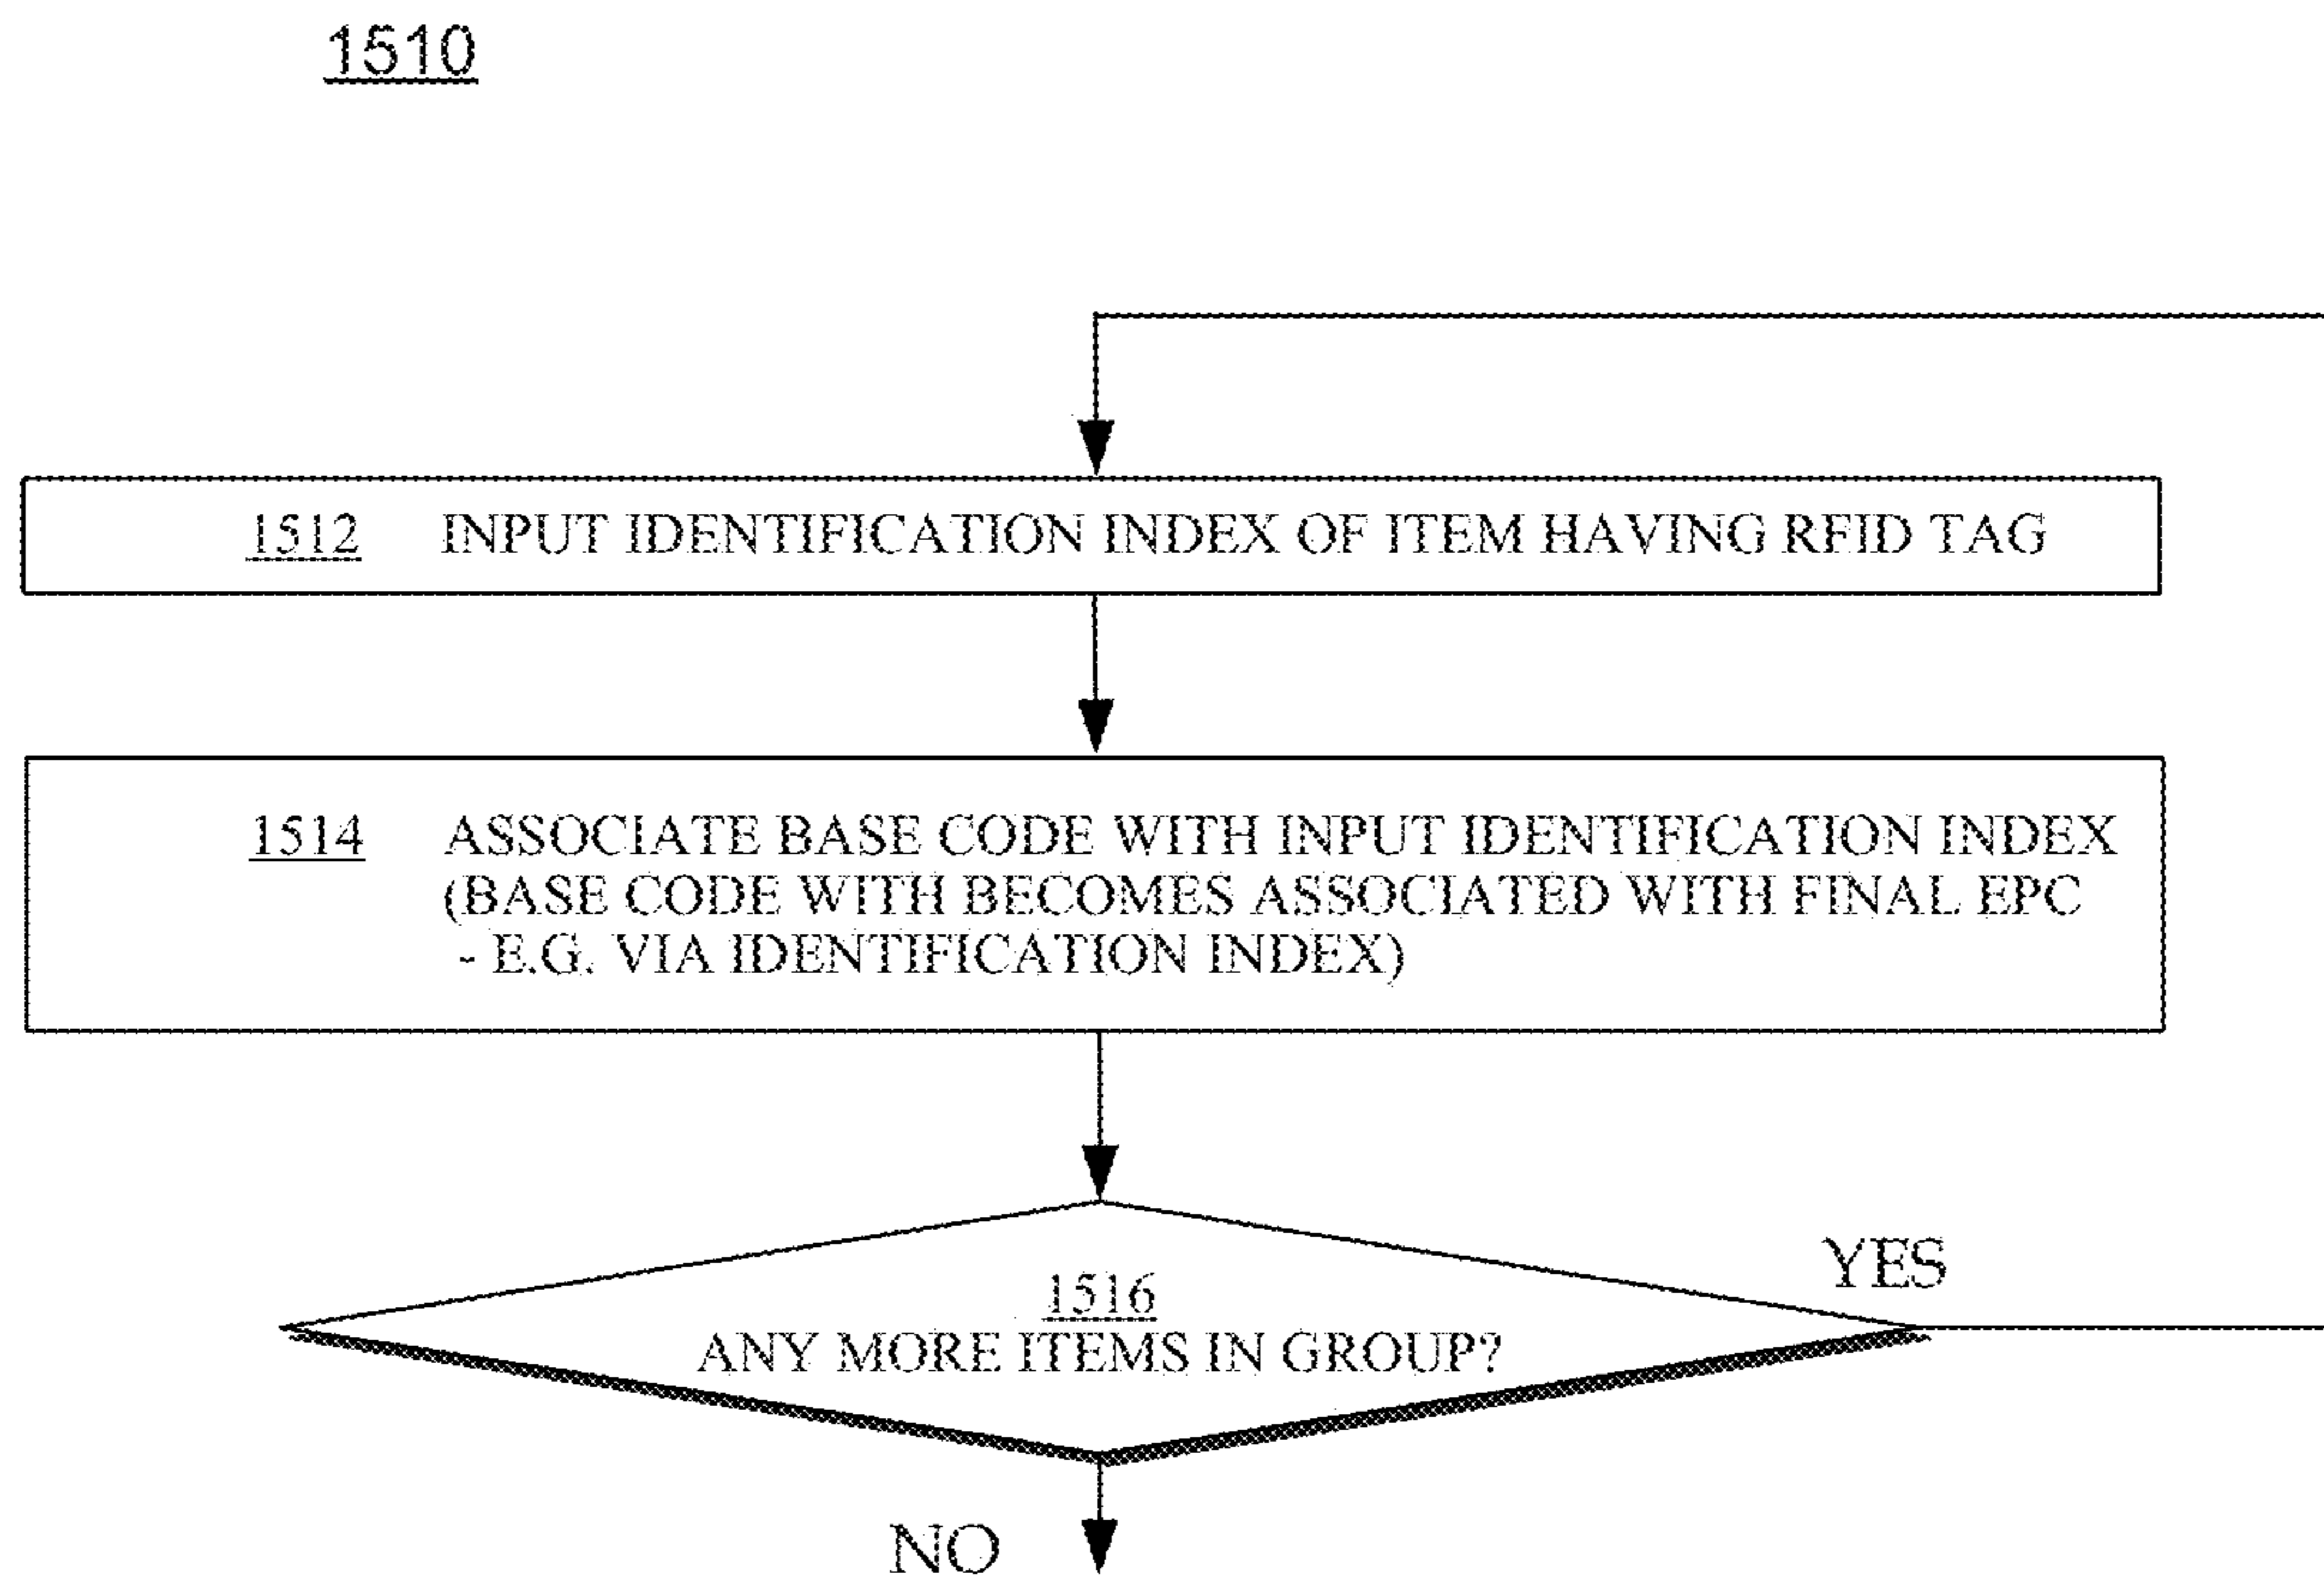 1510
1512 INPUT IDENTIFICATION INDEX OF ITEM HAVING RFID TAG
1514 ASSOCIATE BASE CODE WITH INPUT IDENTIFICATION INDEX
(BASE CODE WITH BECOMES ASSOCIATED WITH FINAL EPC
- E.G. VIA IDENTIFICATION INDEX)
YES
1516
ANY MORE ITEMS IN GROUP?
NO